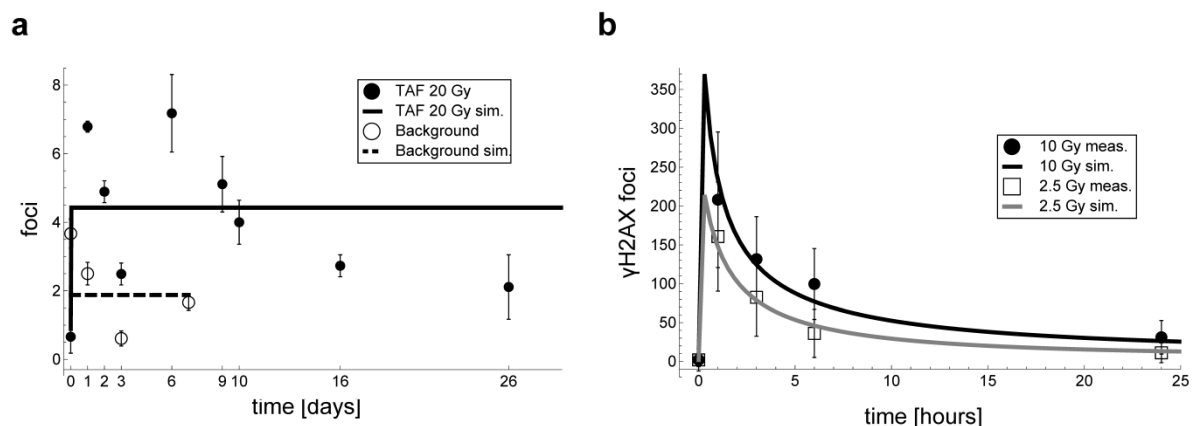 a
8
6
4
2
0
foci
TAF 20 Gy
TAF 20 Gy sim.
Background
Background sim.
0 1 2 3 6 9 10 16 26
time [days]
b
350
300
250
200
150
100
50
0
γH2AX foci
10 Gy meas.
10 Gy sim.
2.5 Gy meas.
2.5 Gy sim.
0 5 10 15 20 25
time [hours]